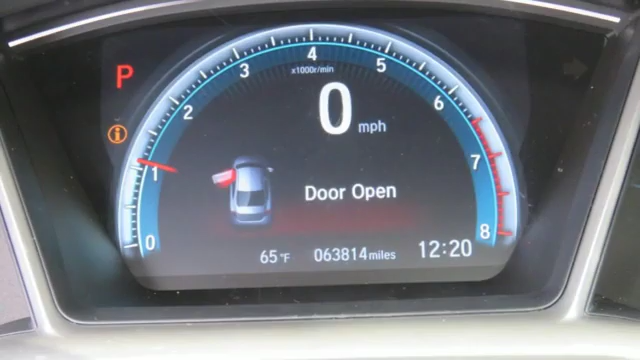 4
3 5
x1000r/min
P
2 6
0 mph
i
1 7
Door Open
0 8
65°F 063814 miles 12:20